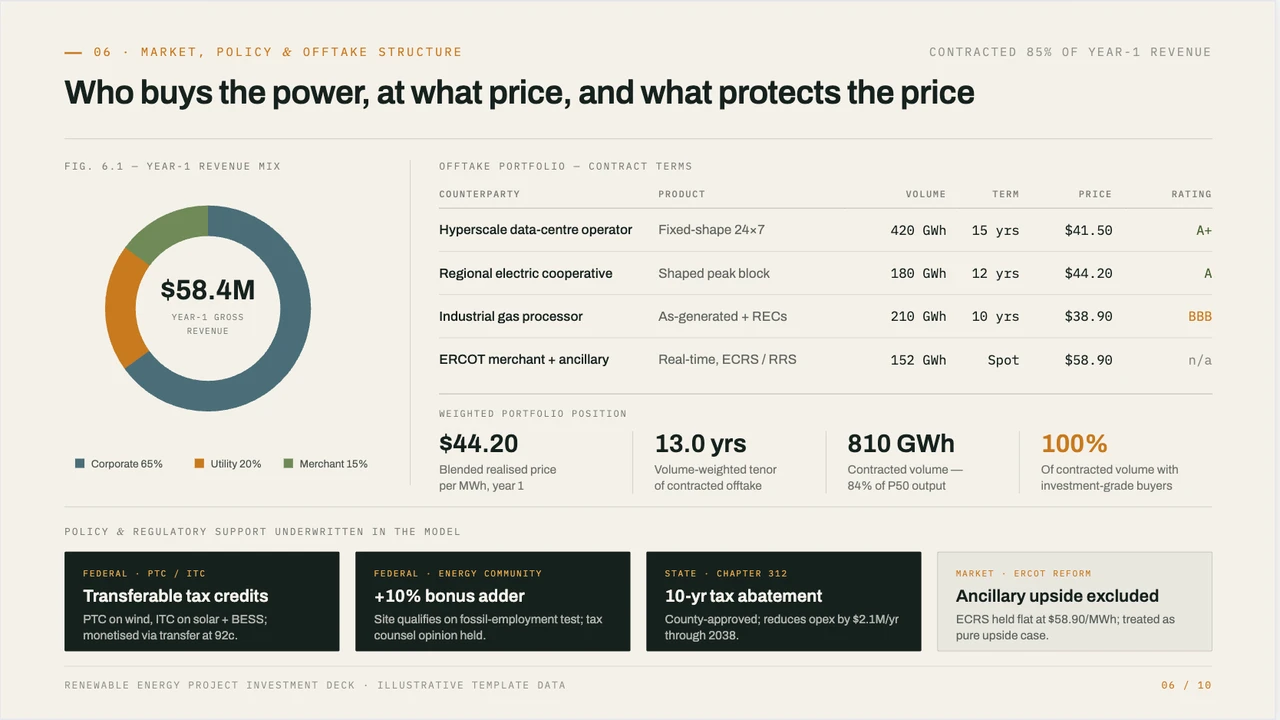 06 · MARKET, POLICY & OFFTAKE STRUCTURE
CONTRACTED 85% OF YEAR-1 REVENUE
Who buys the power, at what price, and what protects the price
FIG. 6.1 — YEAR-1 REVENUE MIX
$58.4M
YEAR-1 GROSS
REVENUE
Corporate 65% Utility 20% Merchant 15%
OFFTAKE PORTFOLIO — CONTRACT TERMS
COUNTERPARTY PRODUCT VOLUME TERM PRICE RATING
Hyperscale data-centre operator Fixed-shape 24×7 420 GWh 15 yrs $41.50 A+
Regional electric cooperative Shaped peak block 180 GWh 12 yrs $44.20 A
Industrial gas processor As-generated + RECs 210 GWh 10 yrs $38.90 BBB
ERCOT merchant + ancillary Real-time, ECRS / RRS 152 GWh Spot $58.90 n/a
WEIGHTED PORTFOLIO POSITION
$44.20
Blended realised price
per MWh, year 1
13.0 yrs
Volume-weighted tenor
of contracted offtake
810 GWh
Contracted volume —
84% of P50 output
100%
Of contracted volume with
investment-grade buyers
POLICY & REGULATORY SUPPORT UNDERWRITTEN IN THE MODEL
FEDERAL · PTC / ITC
Transferable tax credits
PTC on wind, ITC on solar + BESS;
monetised via transfer at 92c.
FEDERAL · ENERGY COMMUNITY
+10% bonus adder
Site qualifies on fossil-employment test; tax
counsel opinion held.
STATE · CHAPTER 312
10-yr tax abatement
County-approved; reduces opex by $2.1M/yr
through 2038.
MARKET · ERCOT REFORM
Ancillary upside excluded
ECRS held flat at $58.90/MWh; treated as
pure upside case.
RENEWABLE ENERGY PROJECT INVESTMENT DECK · ILLUSTRATIVE TEMPLATE DATA
06 / 10